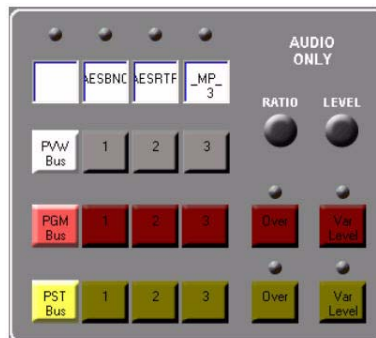 AUDIO
ONLY
AESBNC AESRTF _MP_
3
RATIO LEVEL
PVW
Bus
1 2 3
PGM
Bus
1 2 3 Over Var
Level
PST
Bus
1 2 3 Over Var
Level